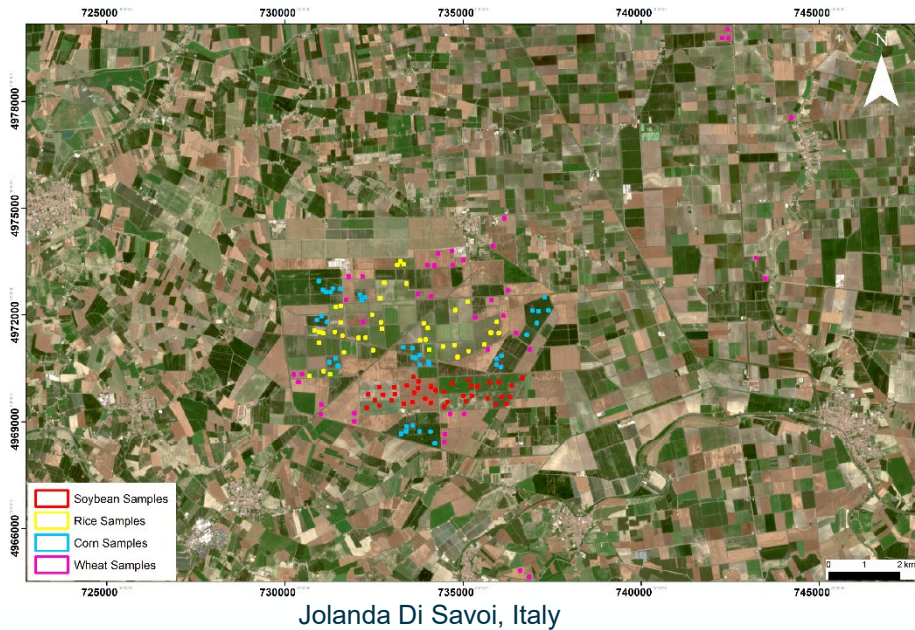 725000 730000 735000 740000 745000
N
4978000
4975000
4972000
4969000
4966000
Soybean Samples
Rice Samples
Corn Samples
Wheat Samples
0 1 2 km
725000 730000 735000 740000 745000
Jolanda Di Savoi, Italy